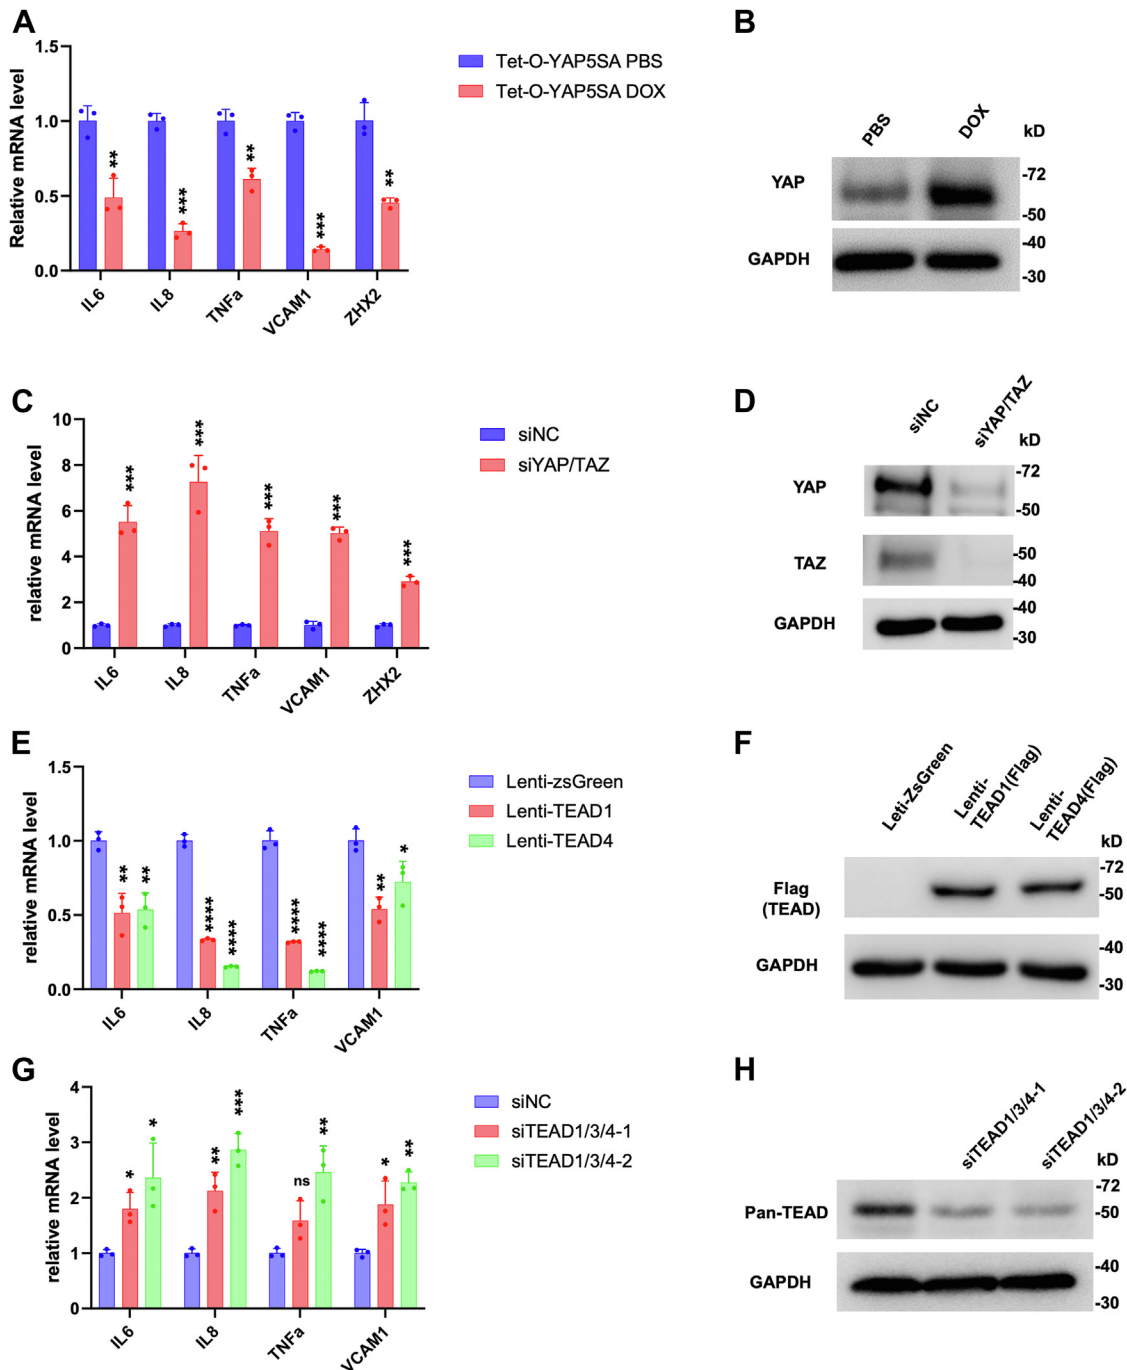 A
Relative mRNA level
1.5
1.0
0.5
0.0
** *** ** *** **
IL6 IL8 TNFa VCAM1 ZHX2
Tet-O-YAP5SA PBS
Tet-O-YAP5SA DOX
B
PBS DOX
kD
YAP
-72
-50
GAPDH
-40
-30
C
relative mRNA level
10
8
6
4
2
0
*** *** *** *** ***
IL6 IL8 TNFa VCAM1 ZHX2
siNC
siYAP/TAZ
D
siNC siYAP/TAZ
kD
YAP
-72
-50
TAZ
-50
-40
GAPDH
-40
-30
E
relative mRNA level
1.5
1.0
0.5
0.0
** ** **** **** **** **** ** *
IL6 IL8 TNFa VCAM1
Lenti-zsGreen
Lenti-TEAD1
Lenti-TEAD4
F
Leti-ZsGreen
Lenti-
TEAD1(Flag)
Lenti-
TEAD4(Flag)
kD
Flag
(TEAD)
-72
-50
GAPDH
-40
-30
G
relative mRNA level
4
3
2
1
0
* * ** *** ns ** * **
IL6 IL8 TNFa VCAM1
siNC
siTEAD1/3/4-1
siTEAD1/3/4-2
H
siTEAD1/3/4-1 siTEAD1/3/4-2
kD
Pan-TEAD
-72
-50
GAPDH
-40
-30